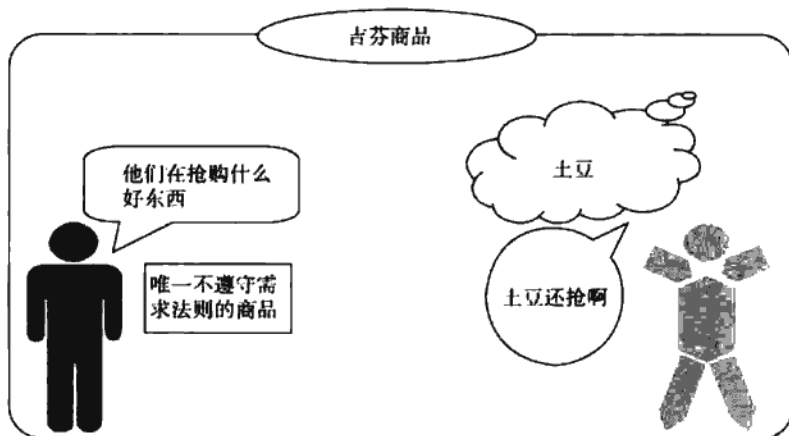 吉芬商品
他们在抢购什么
好东西
唯一不遵守需
求法则的商品
土豆
土豆还抢啊